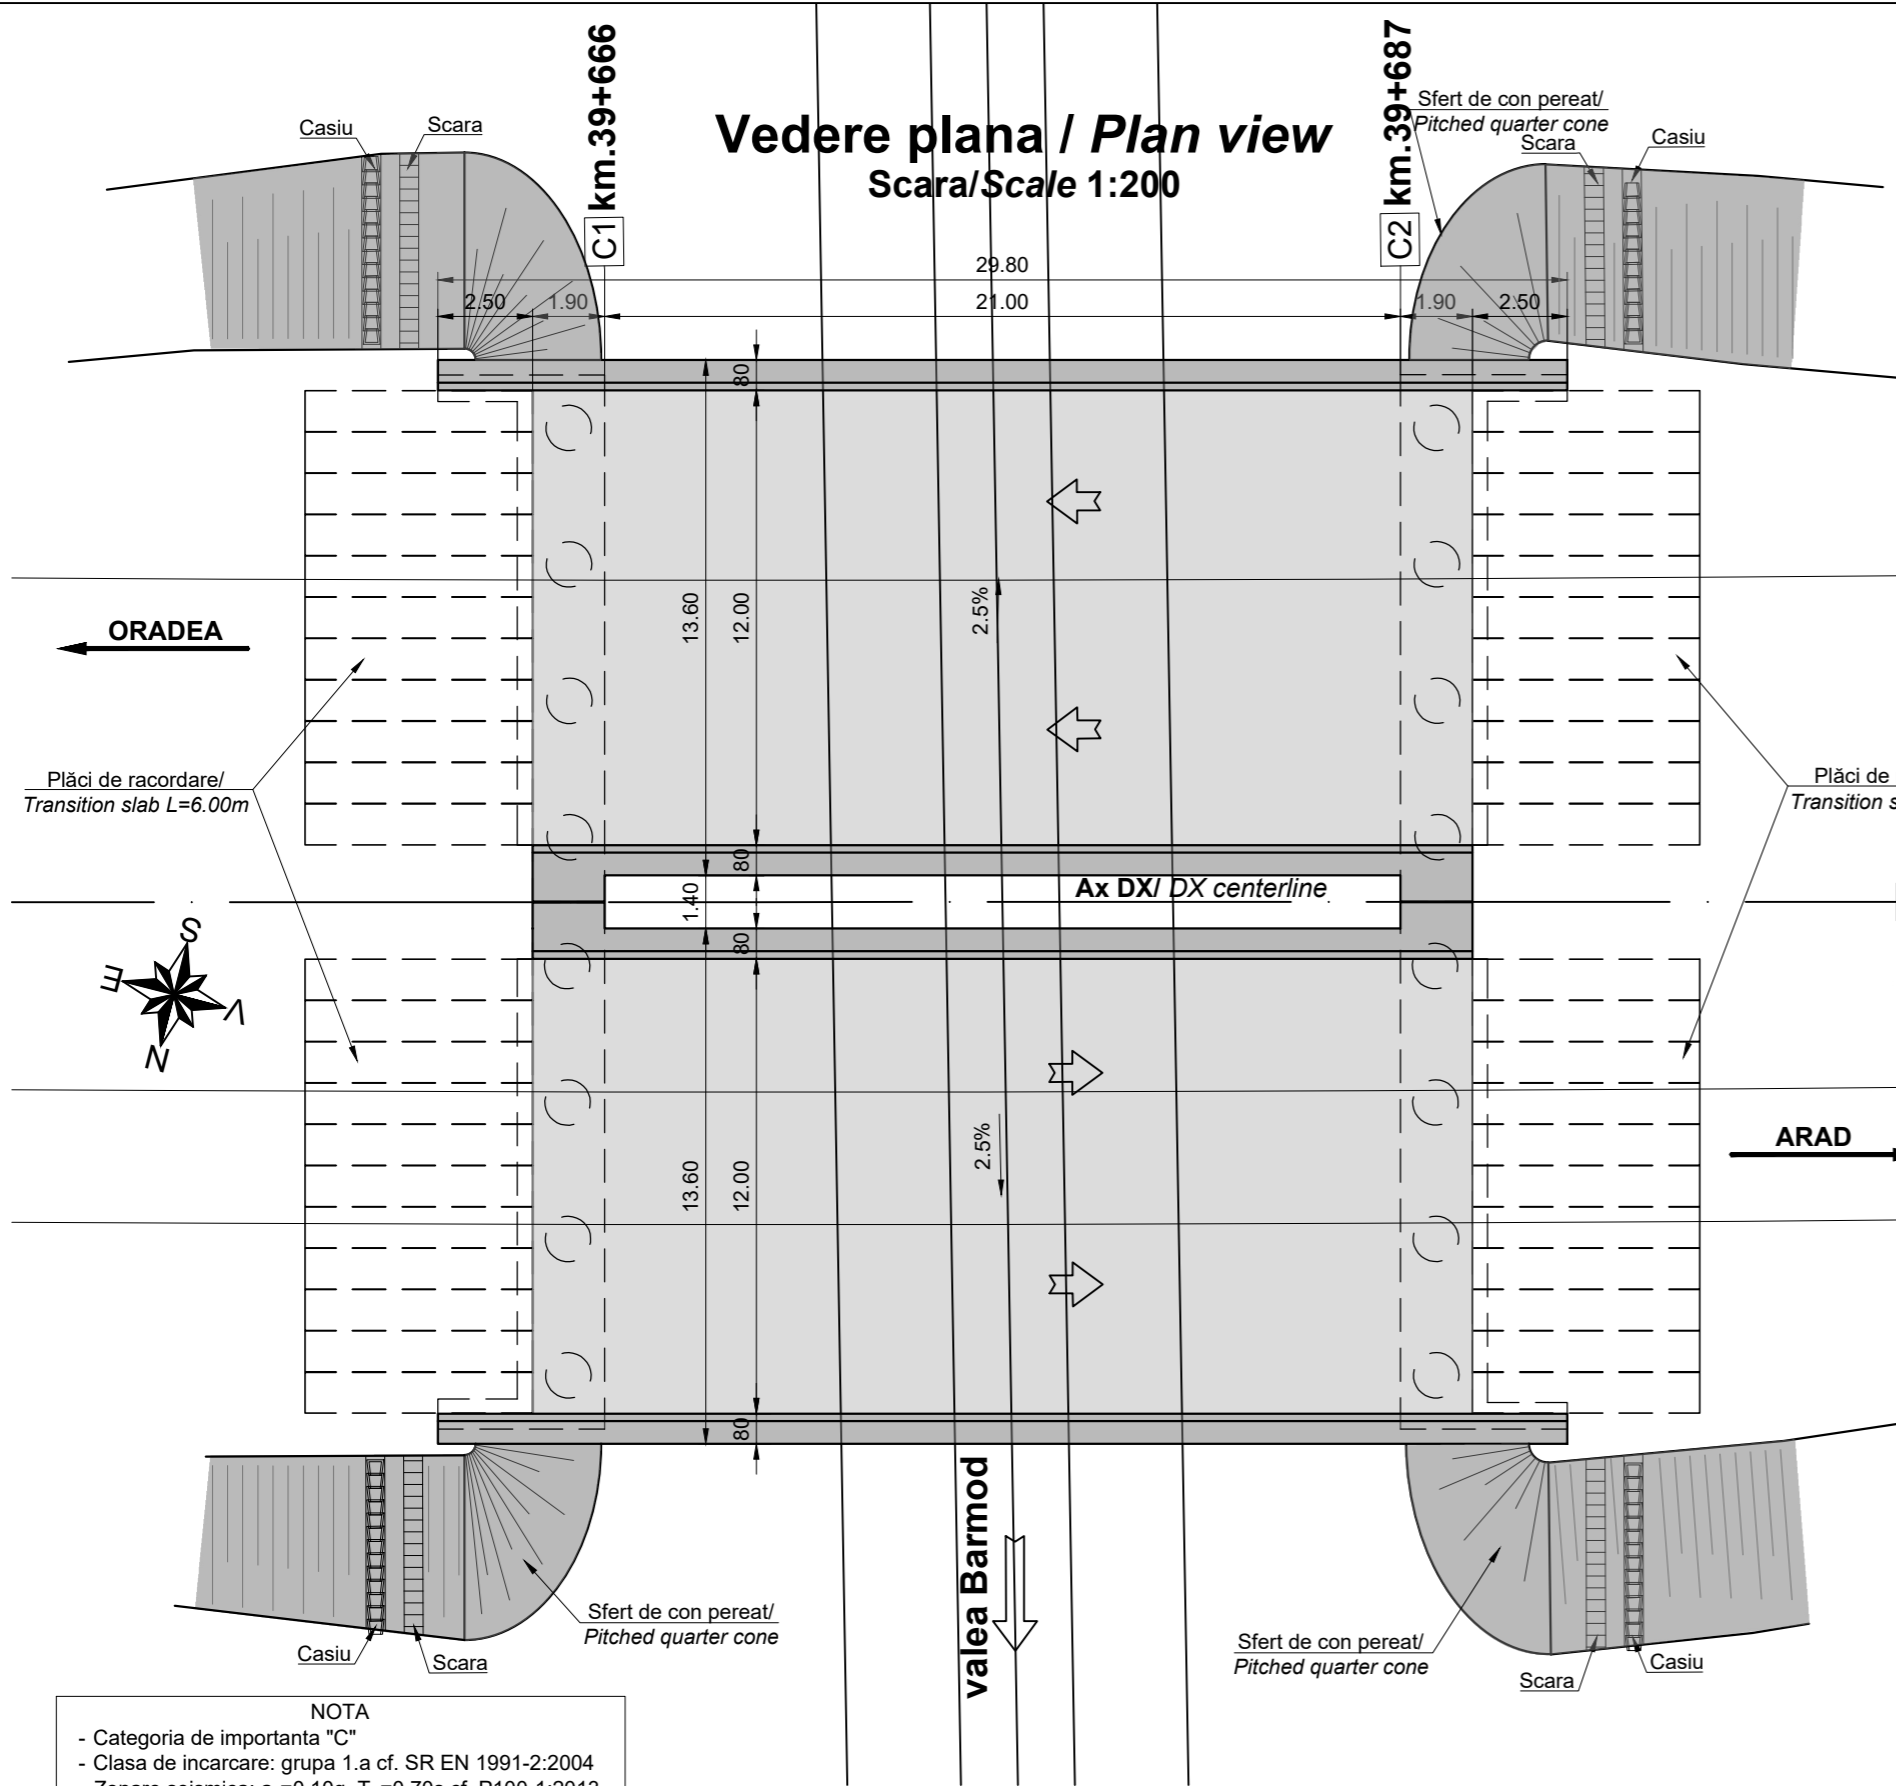 km.39+666
C1
Vedere plana / Plan view
Scara/Scale 1:200
km.39+687
C2
Casiu
Scara
Sfert de con pereat/
Pitched quarter cone
Scara
Casiu
29.80
2.50
1.90
21.00
1.90
2.50
80
13.60
12.00
2.5%
ORADEA
Plăci de racordare/
Transition slab L=6.00m
Plăci de
Transition s
80
1.40
80
Ax DX/ DX centerline
S
E
V
N
13.60
12.00
2.5%
ARAD
80
valea Barmod
Sfert de con pereat/
Pitched quarter cone
Casiu
Scara
Sfert de con pereat/
Pitched quarter cone
Scara
Casiu
NOTA
- Categoria de importanta "C"
- Clasa de incarcare: grupa 1.a cf. SR EN 1991-2:2004